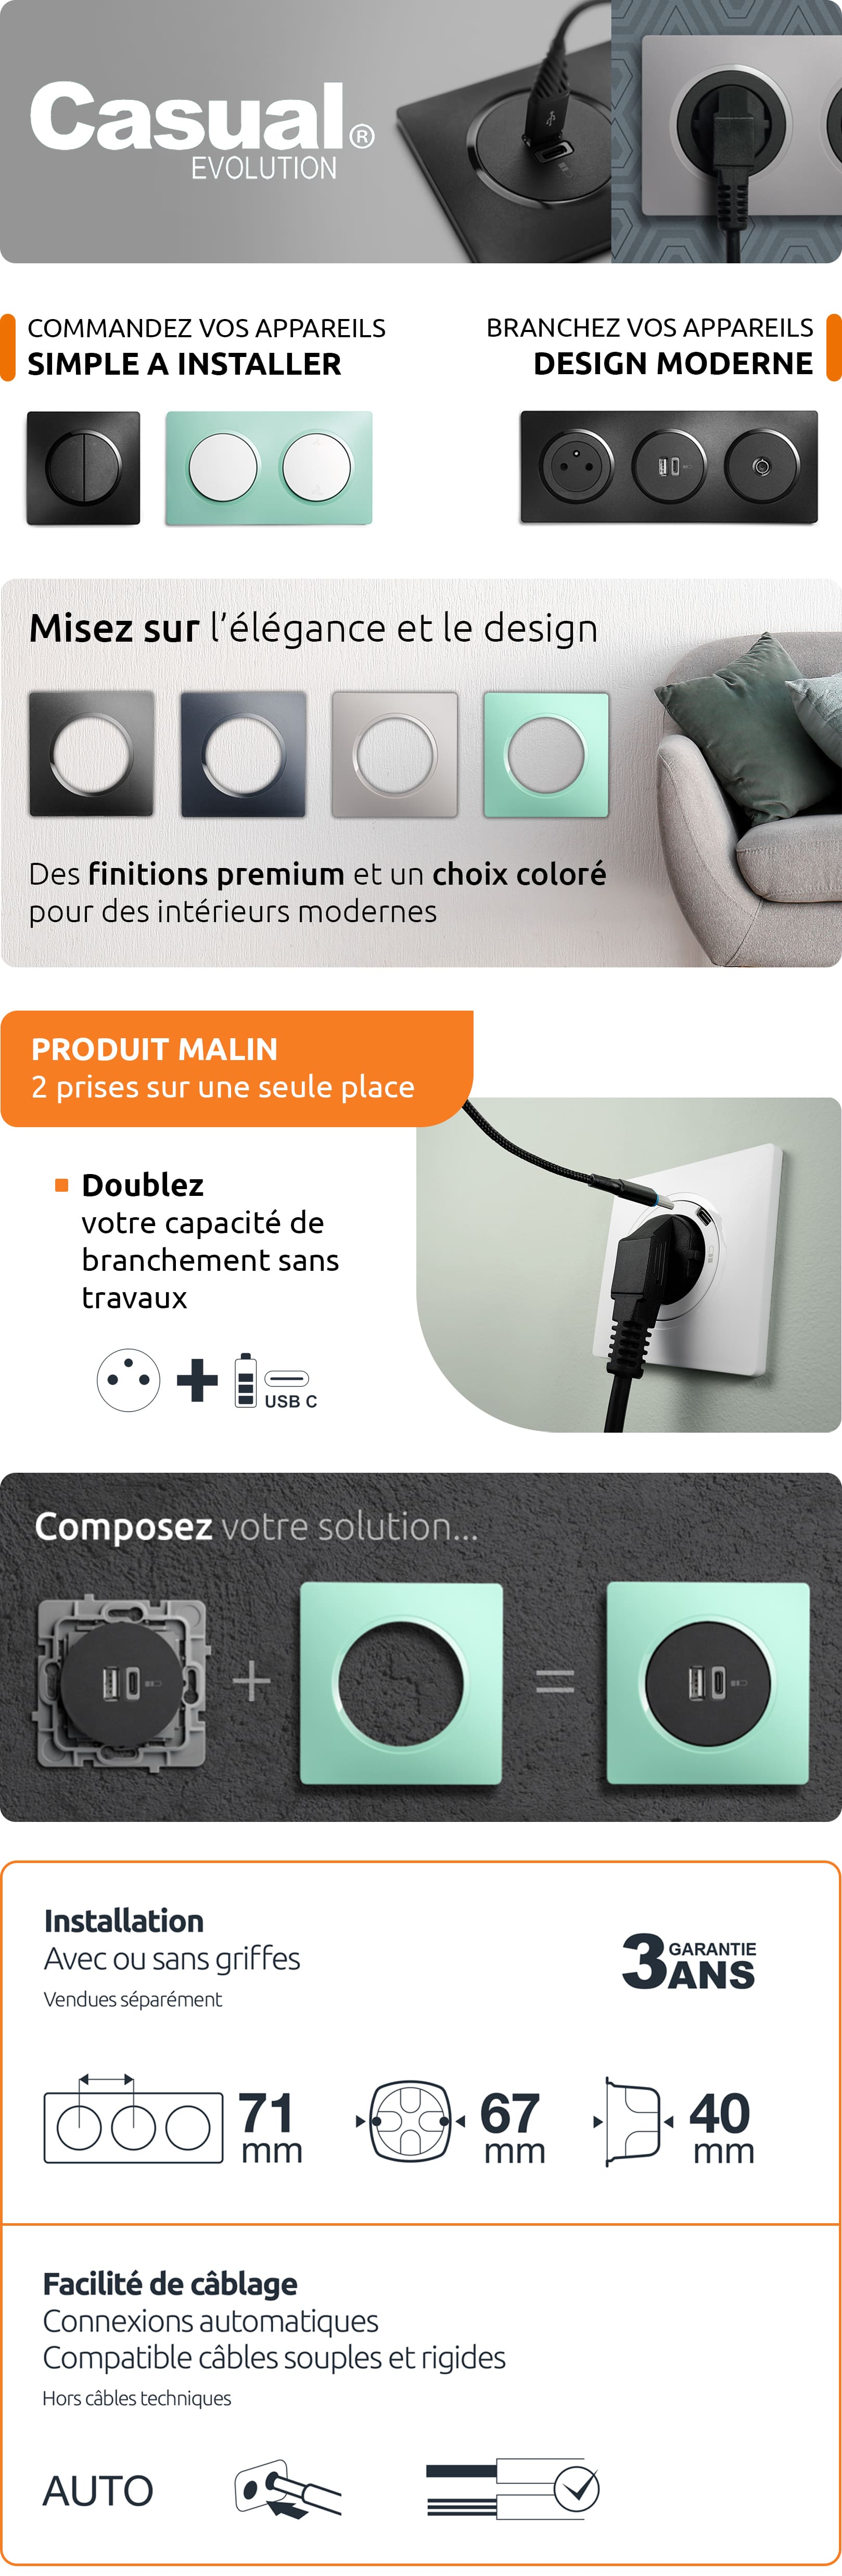 Casual®
EVOLUTION
COMMANDEZ VOS APPAREILS
SIMPLE A INSTALLER
BRANCHEZ VOS APPAREILS
DESIGN MODERNE
Misez sur l’élégance et le design
Des finitions premium et un choix coloré
pour des intérieurs modernes
PRODUIT MALIN
2 prises sur une seule place
Doublez
votre capacité de
branchement sans
travaux
USB C
Composez votre solution...
Installation
Avec ou sans griffes
Vendues séparément
3 GARANTIE
ANS
71
mm
67
mm
40
mm
Facilité de câblage
Connexions automatiques
Compatible câbles souples et rigides
Hors câbles techniques
AUTO